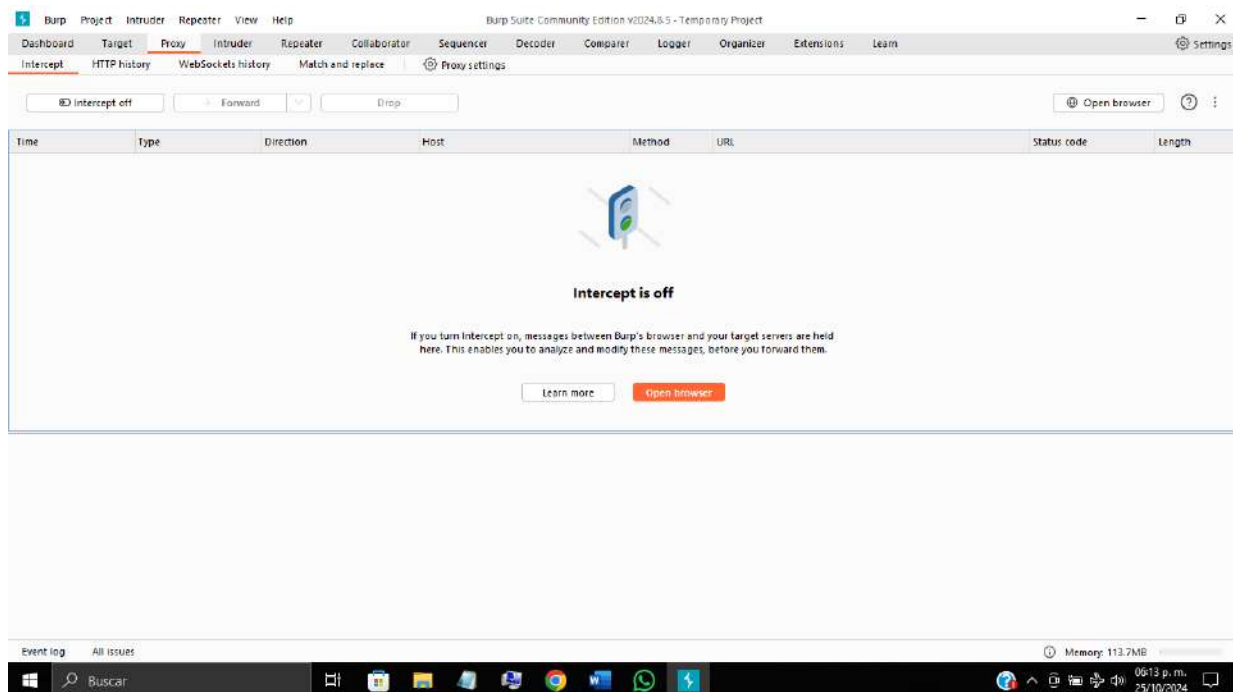 Burp Project Intruder Repeater View Help Burp Suite Community Edition v2024.8.5 - Temporary Project
Dashboard Target Proxy Intruder Repeater Collaborator Sequencer Decoder Comparer Logger Organizer Extensions Learn Settings
Intercept HTTP history WebSockets history Match and replace Proxy settings
Intercept off Forward Drop Open browser
Time Type Direction Host Method URL Status code Length
Intercept is off
If you turn Intercept on, messages between Burp's browser and your target servers are held
here. This enables you to analyze and modify these messages, before you forward them.
Learn more Open browser
Event log All issues Memory: 113.7MB
Buscar 06:13 p. m.
25/10/2024